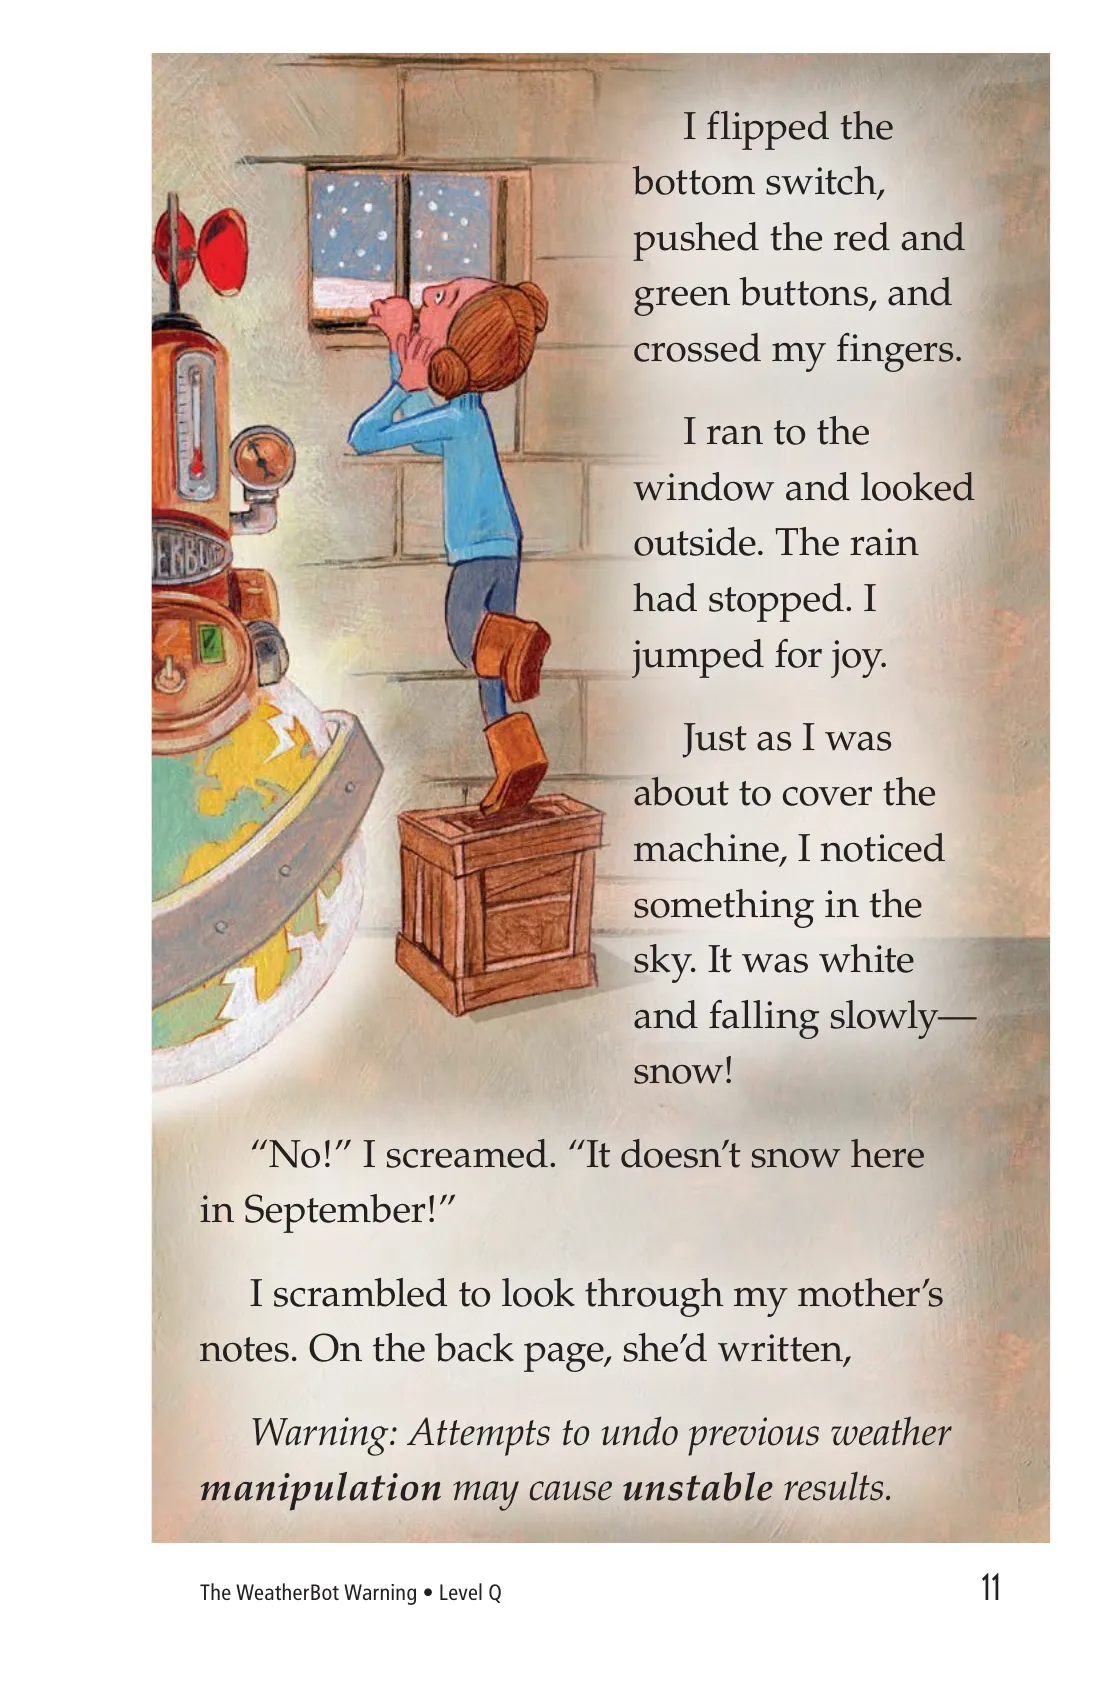 I flipped the
bottom switch,
pushed the red and
green buttons, and
crossed my fingers.
I ran to the
window and looked
outside. The rain
had stopped. I
jumped for joy.
Just as I was
about to cover the
machine, I noticed
something in the
sky. It was white
and falling slowly—
snow!
“No!” I screamed. “It doesn’t snow here
in September!”
I scrambled to look through my mother’s
notes. On the back page, she’d written,
Warning: Attempts to undo previous weather
manipulation may cause unstable results.
The WeatherBot Warning • Level Q
11